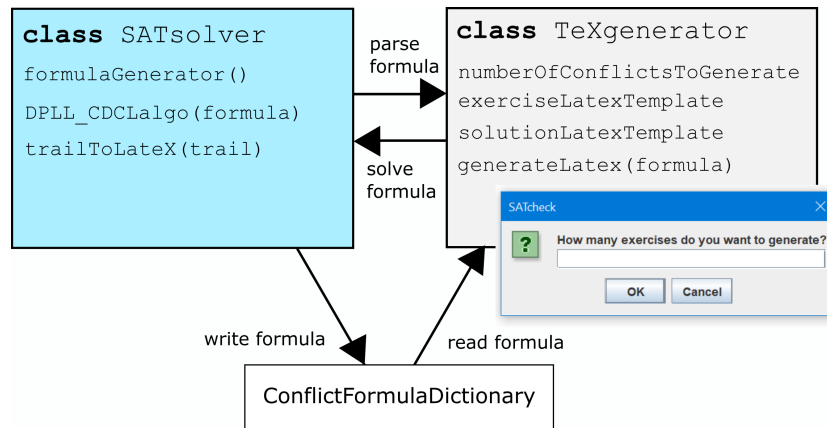 class SATsolver
formulaGenerator()
DPLL_CDCLalgo(formula)
trailToLateX(trail)
parse
formula
solve
formula
class TeXgenerator
numberOfConflictsToGenerate
exerciseLatexTemplate
solutionLatexTemplate
generateLatex(formula)
SATcheck
How many exercises do you want to generate?
OK
Cancel
write formula
read formula
ConflictFormulaDictionary